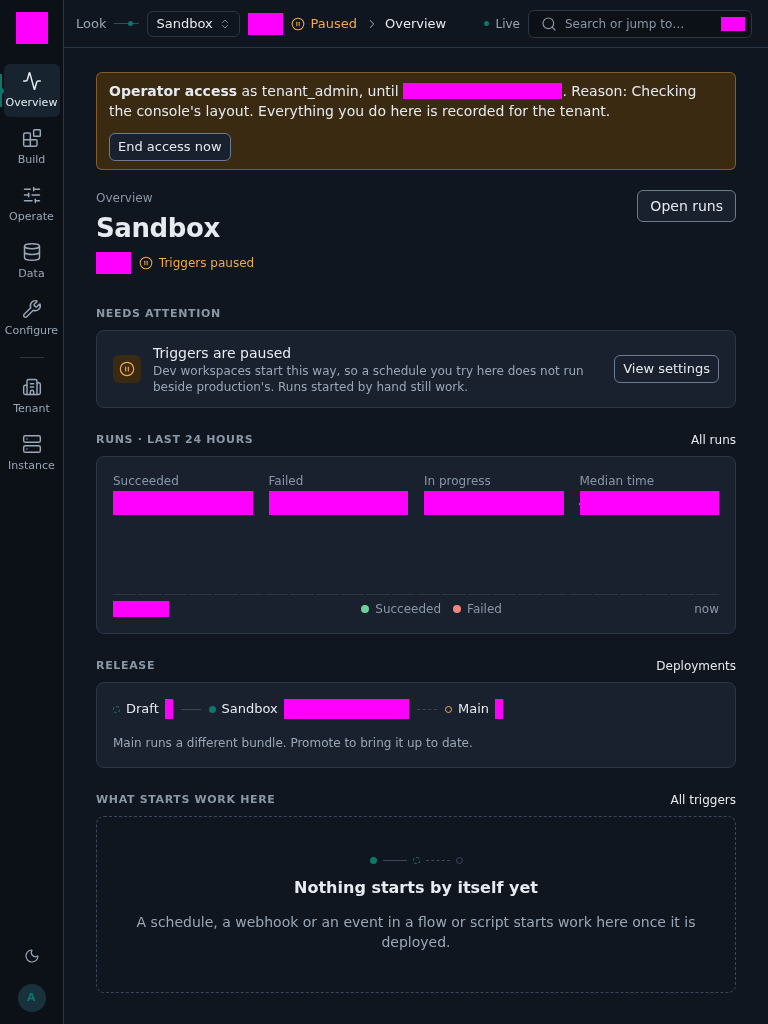 Look
Sandbox
Paused
Overview
Live
Search or jump to…
Overview
Build
Operate
Data
Configure
Tenant
Instance
A
Operator access as tenant_admin, until . Reason: Checking
the console's layout. Everything you do here is recorded for the tenant.
End access now
Overview
Sandbox
Open runs
Triggers paused
NEEDS ATTENTION
Triggers are paused
Dev workspaces start this way, so a schedule you try here does not run
beside production's. Runs started by hand still work.
View settings
RUNS · LAST 24 HOURS
All runs
Succeeded
Failed
In progress
Median time
Succeeded
Failed
now
RELEASE
Deployments
Draft
Sandbox
Main
Main runs a different bundle. Promote to bring it up to date.
WHAT STARTS WORK HERE
All triggers
Nothing starts by itself yet
A schedule, a webhook or an event in a flow or script starts work here once it is
deployed.